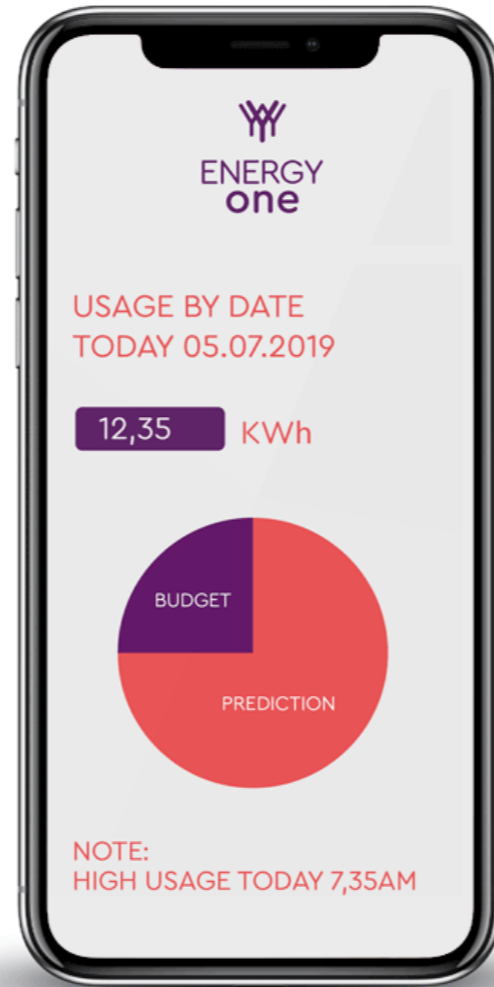 ENERGY
one
USAGE BY DATE
TODAY 05.07.2019
12,35 KWh
BUDGET
PREDICTION
NOTE:
HIGH USAGE TODAY 7,35AM